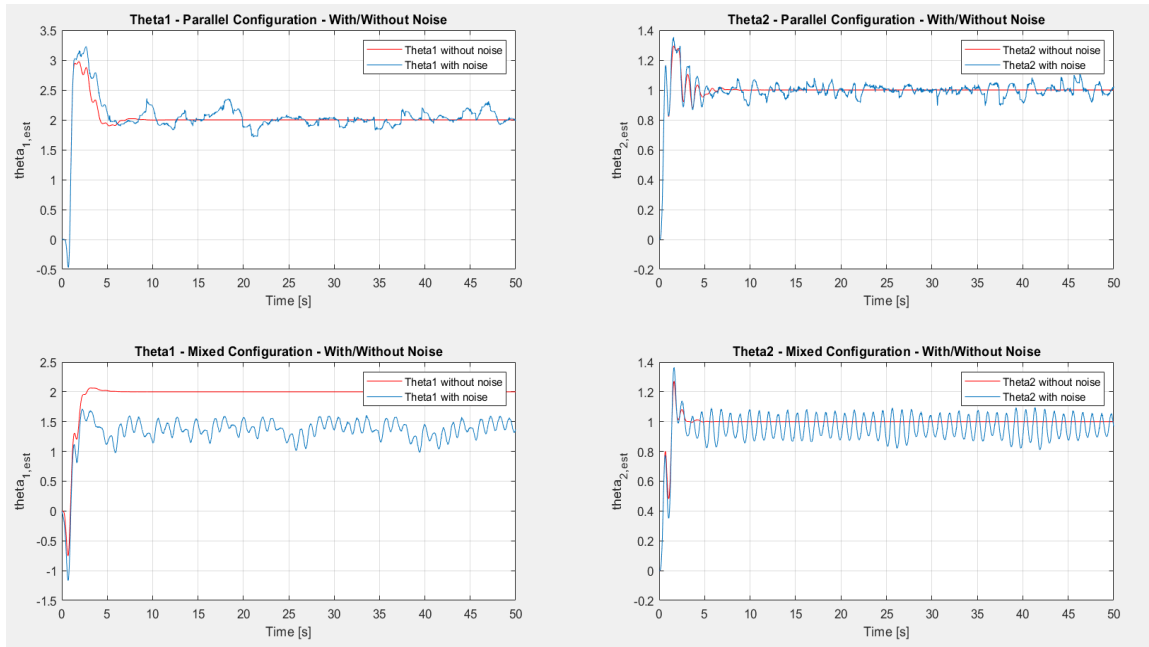 Theta1 - Parallel Configuration - With/Without Noise
3.5
3
2.5
2
1.5
1
0.5
0
-0.5
theta1,est
0 5 10 15 20 25 30 35 40 45 50
Time [s]
Theta1 without noise
Theta1 with noise
Theta2 - Parallel Configuration - With/Without Noise
1.4
1.2
1
0.8
0.6
0.4
0.2
0
-0.2
theta2,est
0 5 10 15 20 25 30 35 40 45 50
Time [s]
Theta2 without noise
Theta2 with noise
Theta1 - Mixed Configuration - With/Without Noise
2.5
2
1.5
1
0.5
0
-0.5
-1
-1.5
theta1,est
0 5 10 15 20 25 30 35 40 45 50
Time [s]
Theta1 without noise
Theta1 with noise
Theta2 - Mixed Configuration - With/Without Noise
1.4
1.2
1
0.8
0.6
0.4
0.2
0
-0.2
theta2,est
0 5 10 15 20 25 30 35 40 45 50
Time [s]
Theta2 without noise
Theta2 with noise